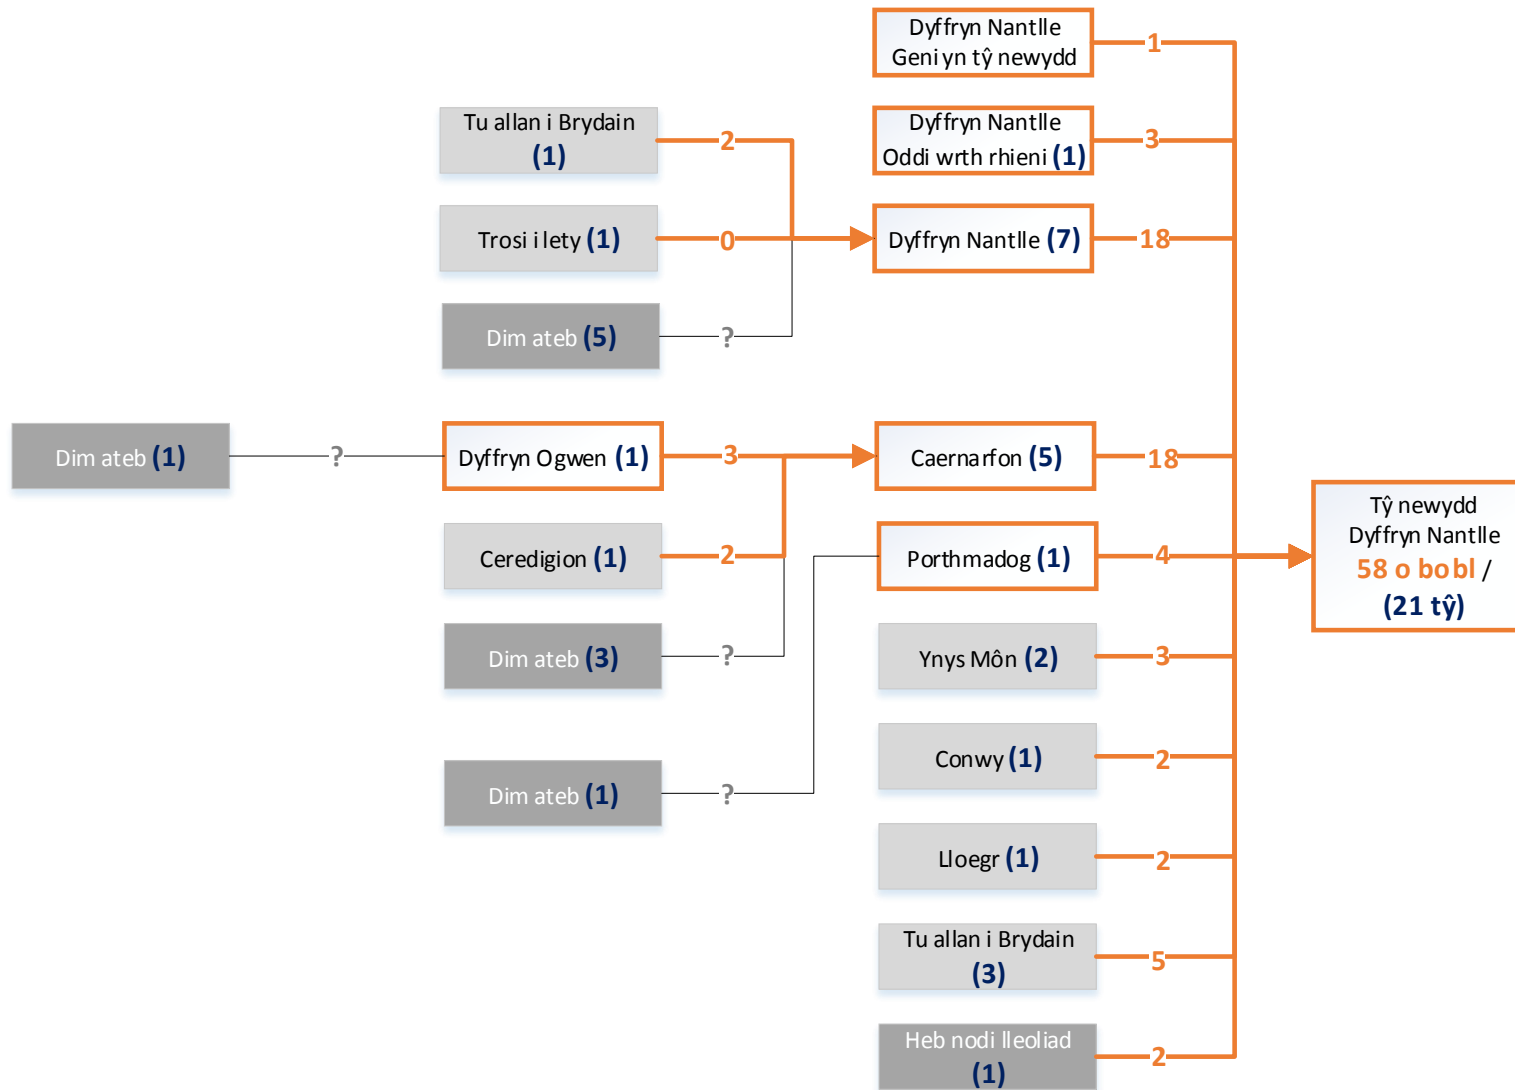 Dyffryn Nantlle
Geni yn tŷ newydd
1
Dyffryn Nantlle
Oddi wrth rhieni (1)
3
Tu allan i Brydain
(1)
2
Trosi i lety (1)
0
Dyffryn Nantlle (7)
18
Dim ateb (5)
?
Dim ateb (1)
?
Dyffryn Ogwen (1)
3
Caernarfon (5)
18
Ceredigion (1)
2
Porthmadog (1)
4
Tŷ newydd
Dyffryn Nantlle
58 o bobl /
(21 tŷ)
Dim ateb (3)
?
Ynys Môn (2)
3
Conwy (1)
2
Dim ateb (1)
?
Lloegr (1)
2
Tu allan i Brydain
(3)
5
Heb nodi lleoliad
(1)
2